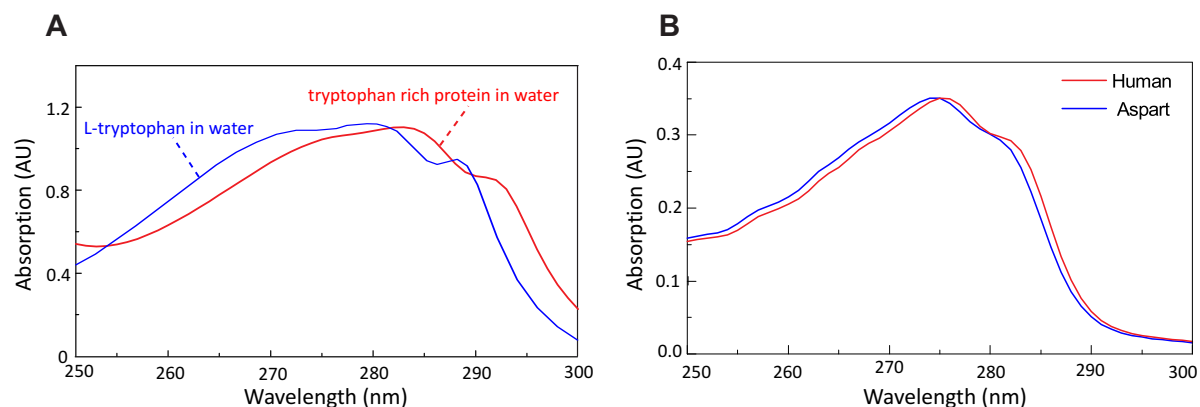 A
Absorption (AU)
1.2
0.8
0.4
0
tryptophan rich protein in water
L-tryptophan in water
250
260
270
280
290
300
Wavelength (nm)
B
Absorption (AU)
0.4
0.3
0.2
0.1
0.0
Human
Aspart
250
260
270
280
290
300
Wavelength (nm)